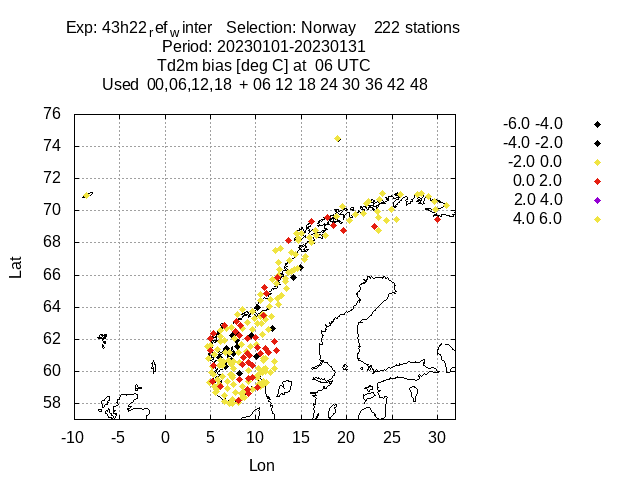 Exp: 43h22refwinter Selection: Norway 222 stations
Period: 20230101-20230131
Td2m bias [deg C] at 06 UTC
Used 00,06,12,18 + 06 12 18 24 30 36 42 48
-6.0 -4.0
-4.0 -2.0
-2.0 0.0
0.0 2.0
2.0 4.0
4.0 6.0
76
74
72
70
68
66
64
62
60
58
Lat
-10 -5 0 5 10 15 20 25 30
Lon